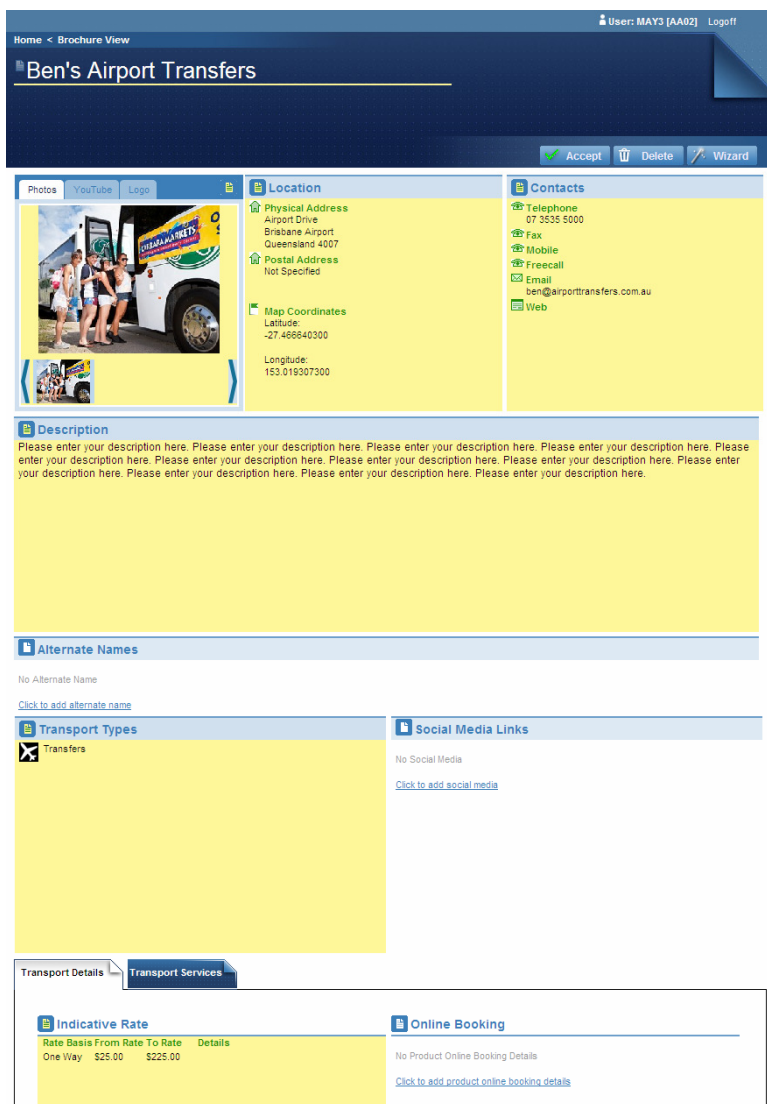 User: MAY3 [AA02] Logoff
Home < Brochure View
Ben's Airport Transfers
Accept Delete Wizard
Photos YouTube Logo
CARRARA MARKETS
Location
Physical Address
Airport Drive
Brisbane Airport
Queensland 4007
Postal Address
Not Specified
Map Coordinates
Latitude:
-27.466640300
Longitude:
153.019307300
Contacts
Telephone
07 3535 5000
Fax
Mobile
Freecall
Email
ben@airporttransfers.com.au
Web
Description
Please enter your description here. Please enter your description here. Please enter your description here. Please enter your description here. Please
enter your description here. Please enter your description here. Please enter your description here. Please enter your description here. Please enter
your description here. Please enter your description here. Please enter your description here. Please enter your description here.
Alternate Names
No Alternate Name
Click to add alternate name
Transport Types
Transfers
Social Media Links
No Social Media
Click to add social media
Transport Details Transport Services
Indicative Rate
Rate Basis From Rate To Rate Details
One Way $25.00 $225.00
Online Booking
No Product Online Booking Details
Click to add product online booking details